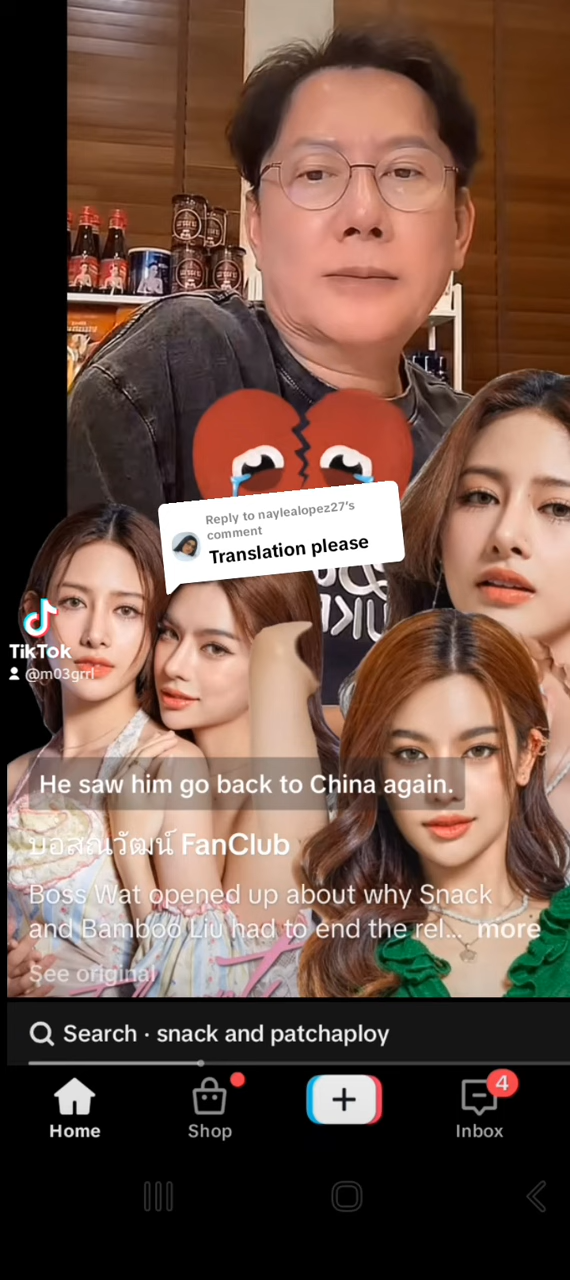 Reply to naylealopez27's
comment
Translation please
TikTok
@m03grrl
He saw him go back to China again.
บอสณวัฒน์ FanClub
Boss Wat opened up about why Snack
and Bamboo Liu had to end the rel... more
See original
Search · snack and patchaploy
4
Home
Shop
Inbox